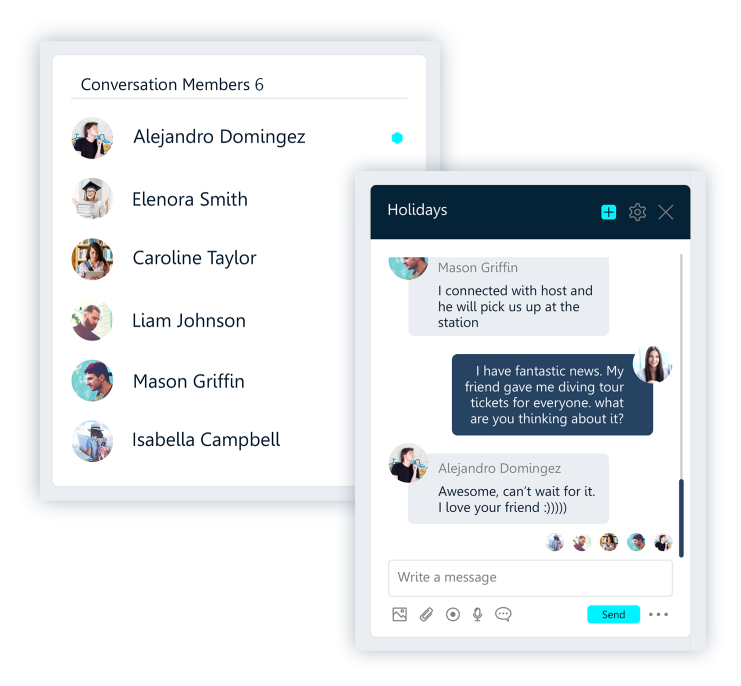 Conversation Members 6
Alejandro Domingez
Elenora Smith
Caroline Taylor
Liam Johnson
Mason Griffin
Isabella Campbell
Holidays
Mason Griffin
I connected with host and
he will pick us up at the
station
I have fantastic news. My
friend gave me diving tour
tickets for everyone. what
are you thinking about it?
Alejandro Domingez
Awesome, can’t wait for it.
I love your friend :)))))
Write a message
Send